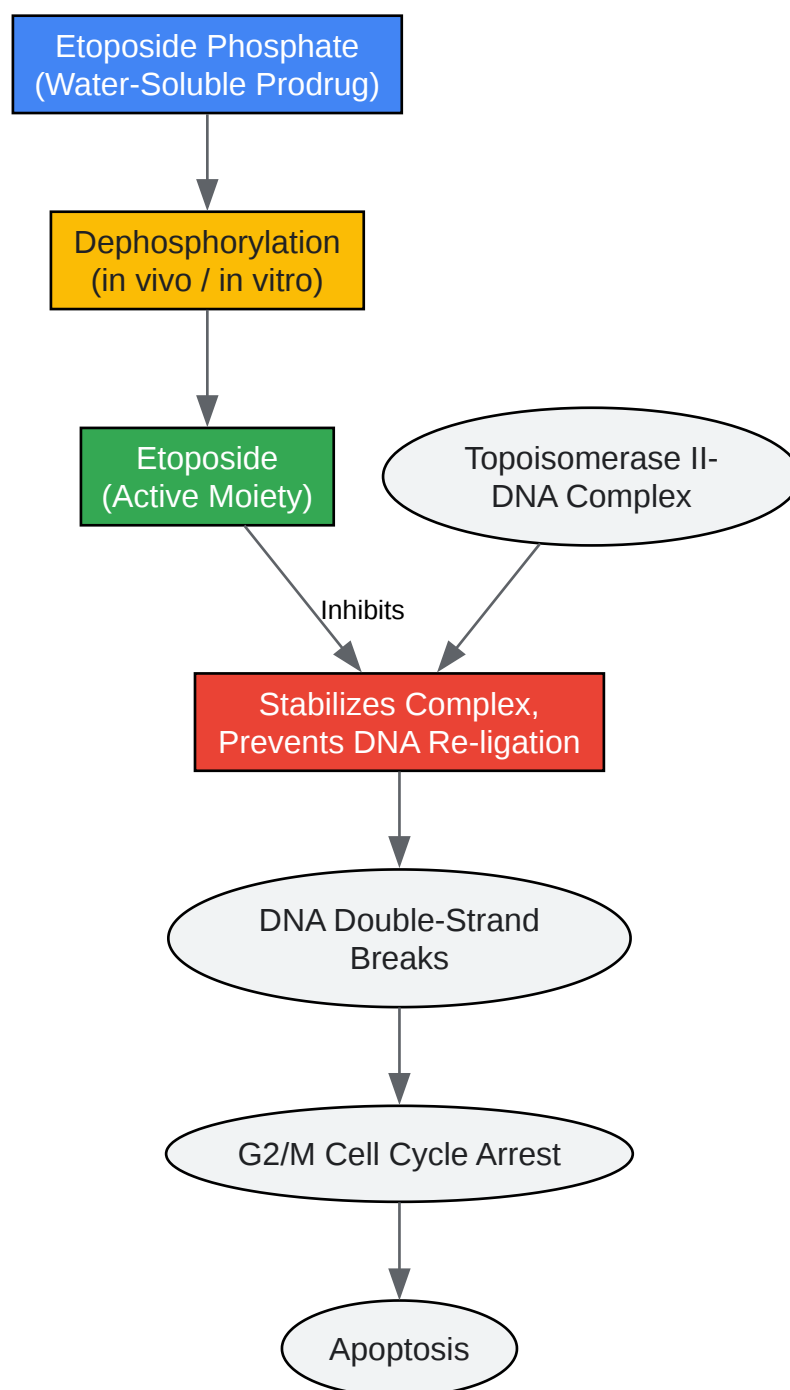 Etoposide Phosphate
(Water-Soluble Prodrug)
Dephosphorylation
(in vivo / in vitro)
Etoposide
(Active Moiety)
Topoisomerase II-
DNA Complex
Inhibits
Stabilizes Complex,
Prevents DNA Re-ligation
DNA Double-Strand
Breaks
G2/M Cell Cycle Arrest
Apoptosis